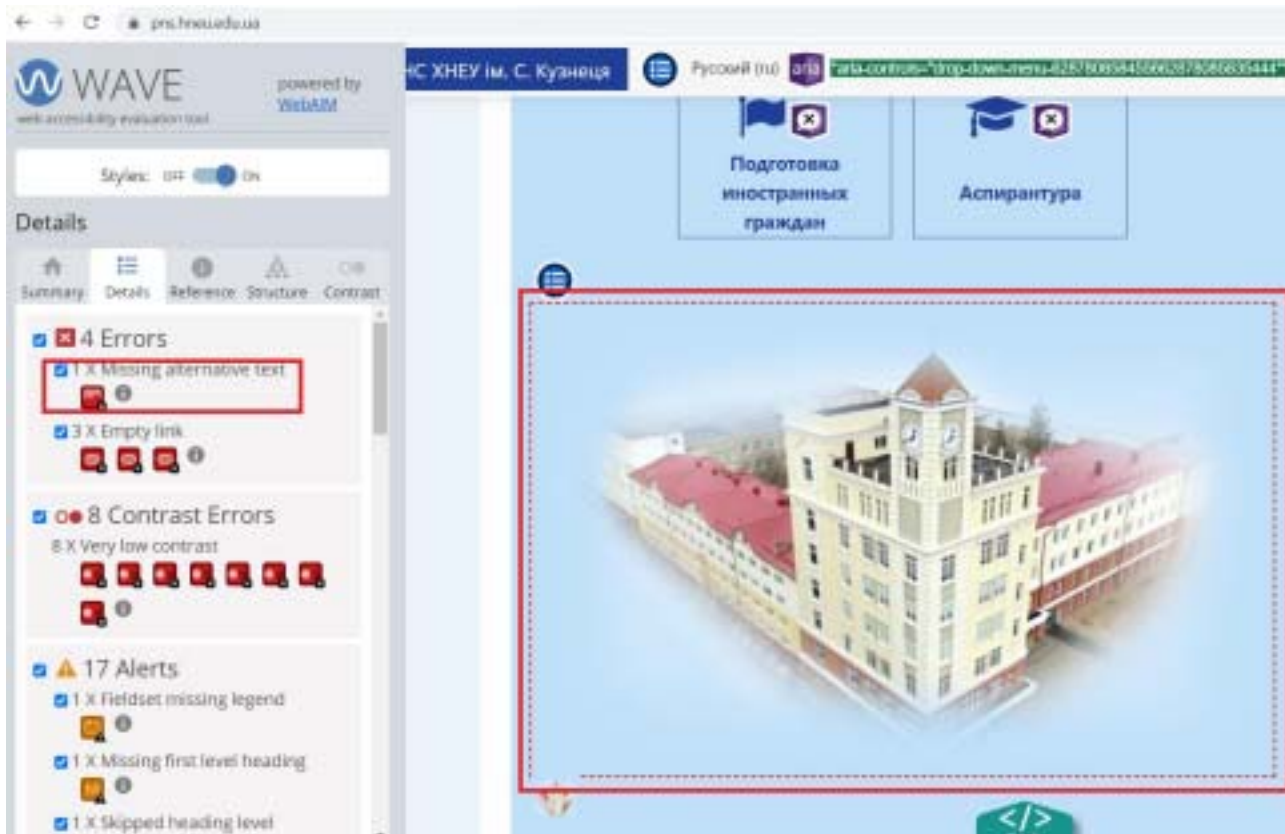 pns.hneu.edu.ua
WAVE
web accessibility evaluation tool
powered by
WebAIM
НС ХНЕУ ім. С. Кузнеця
Русский (ru)
aria
Styles: OFF ON
Подготовка
иностранных
граждан
Аспирантура
Details
Summary Details Reference Structure Contrast
4 Errors
1 X Missing alternative text
3 X Empty link
8 Contrast Errors
8 X Very low contrast
17 Alerts
1 X Fieldset missing legend
1 X Missing first level heading
1 X Skipped heading level
</>